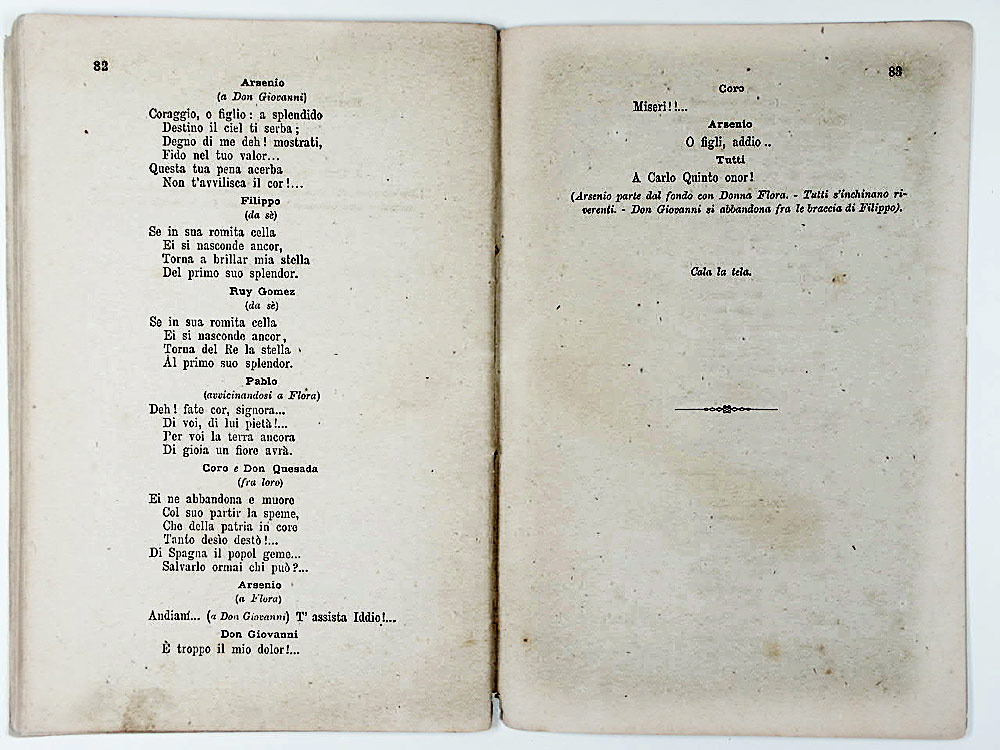 82
Arsenio
(a Don Giovanni)
Coraggio, o figlio: a splendido
Destino il ciel ti serba;
Degno di me deh! mostrati,
Fido nel tuo valor...
Questa tua pena acerba
Non t'avvilisca il cor!...
Filippo
(da sè)
Se in sua romita cella
Ei si nasconde ancor,
Torna a brillar mia stella
Del primo suo splendor.
Ruy Gomez
(da sè)
Se in sua romita cella
Ei si nasconde ancor,
Torna del Re la stella
Al primo suo splendor.
Pablo
(avvicinandosi a Flora)
Deh! fate cor, signora...
Di voi, di lui pietà!...
Per voi la terra ancora
Di gioia un fiore avrà.
Coro e Don Quesada
(fra loro)
Ei ne abbandona e muore
Col suo partir la speme,
Che della patria in core
Tanto desio destò!...
Di Spagna il popol geme...
Salvarlo ormai chi può?...
Arsenio
(a Flora)
Andiam... (a Don Giovanni) T' assista Iddio!...
Don Giovanni
È troppo il mio dolor!...
83
Coro
Miseri!!...
Arsenio
O figli, addio..
Tutti
A Carlo Quinto onor!
(Arsenio parte dal fondo con Donna Flora. - Tutti s'inchinano ri-
verenti. - Don Giovanni si abbandona fra le braccia di Filippo).
Cala la tela.